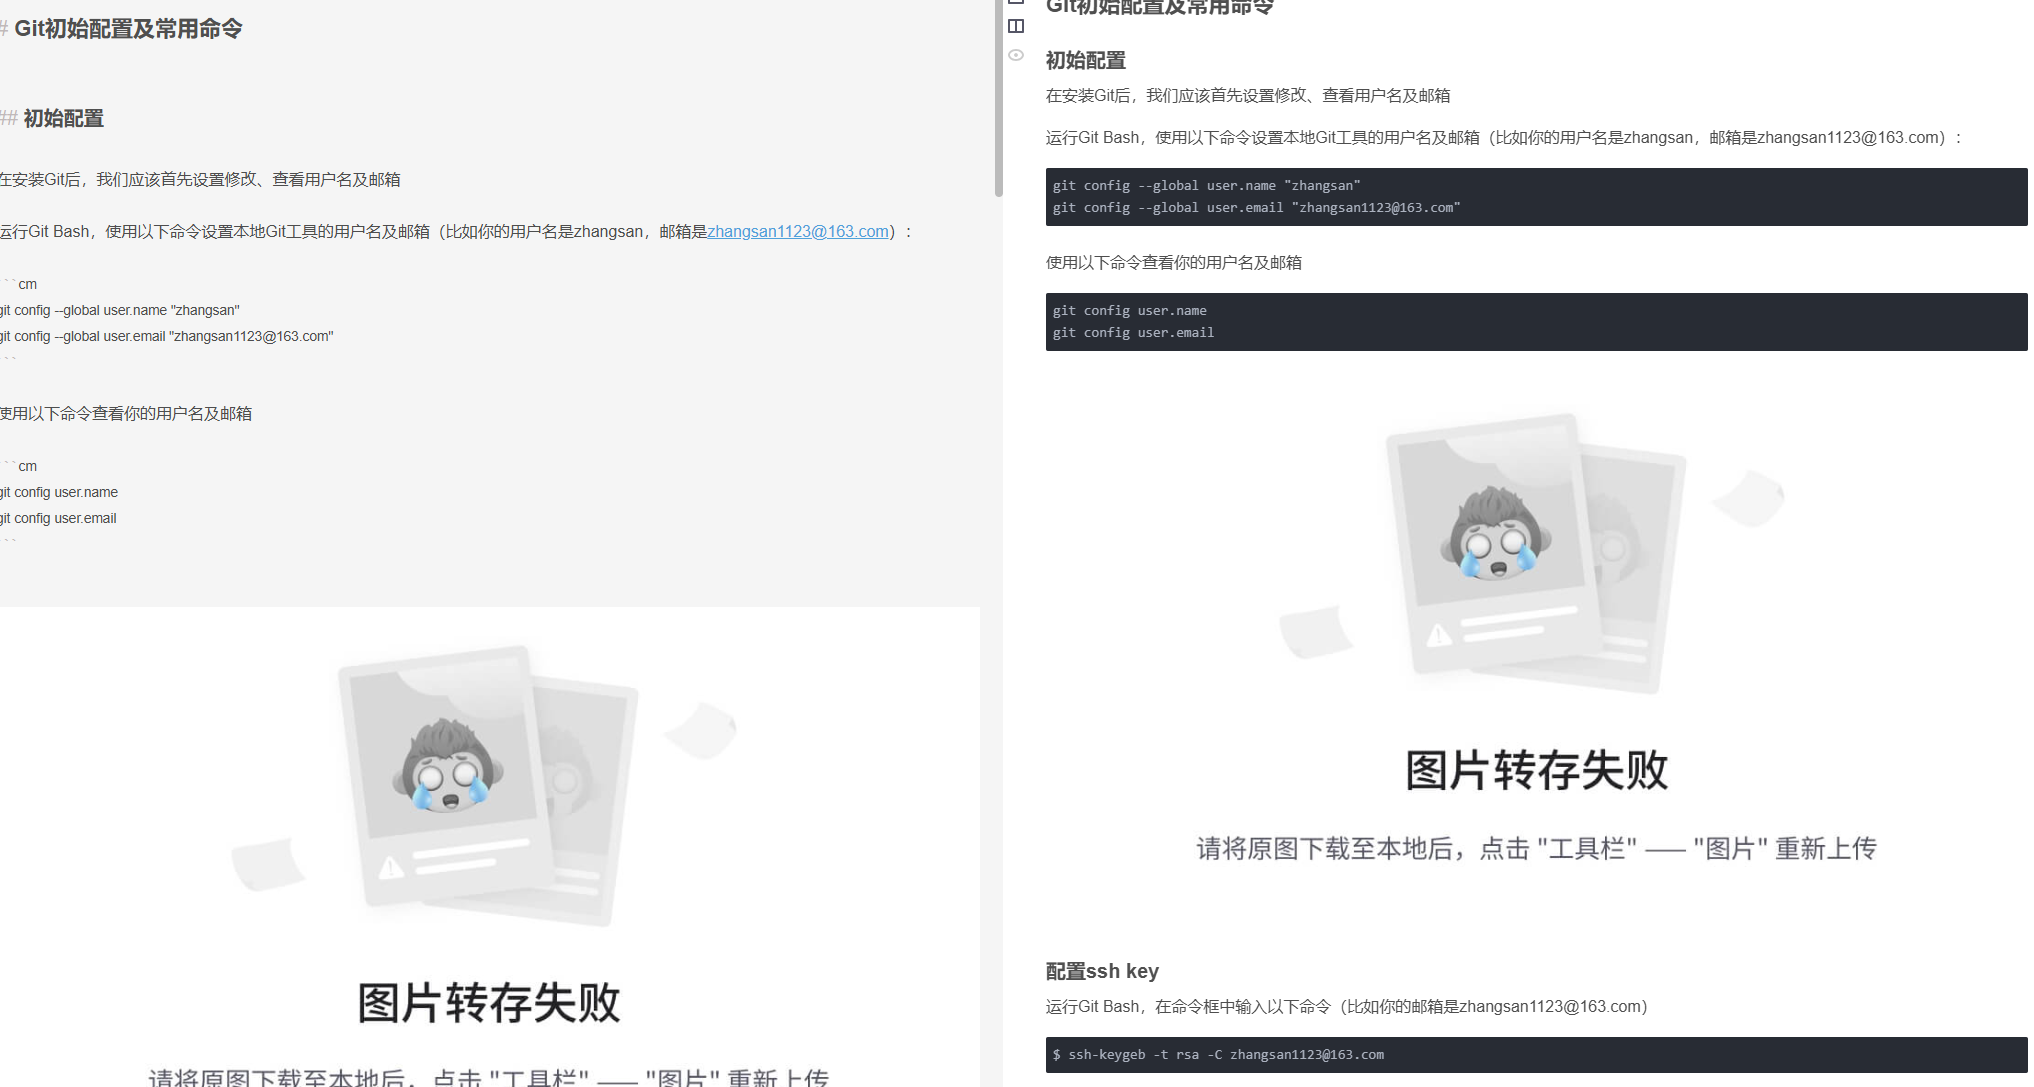 # Git初始配置及常用命令
## 初始配置
在安装Git后，我们应该首先设置修改、查看用户名及邮箱
运行Git Bash，使用以下命令设置本地Git工具的用户名及邮箱（比如你的用户名是zhangsan，邮箱是zhangsan1123@163.com）：
```cm
git config --global user.name "zhangsan"
git config --global user.email "zhangsan1123@163.com"
```
使用以下命令查看你的用户名及邮箱
```cm
git config user.name
git config user.email
```
图片转存失败
请将原图下载至本地后，点击 "工具栏" —— "图片" 重新上传
Git初始配置及常用命令
初始配置
在安装Git后，我们应该首先设置修改、查看用户名及邮箱
运行Git Bash，使用以下命令设置本地Git工具的用户名及邮箱（比如你的用户名是zhangsan，邮箱是zhangsan1123@163.com）：
git config --global user.name "zhangsan"
git config --global user.email "zhangsan1123@163.com"
使用以下命令查看你的用户名及邮箱
git config user.name
git config user.email
图片转存失败
请将原图下载至本地后，点击 "工具栏" —— "图片" 重新上传
配置ssh key
运行Git Bash，在命令框中输入以下命令（比如你的邮箱是zhangsan1123@163.com）
$ ssh-keygeb -t rsa -C zhangsan1123@163.com